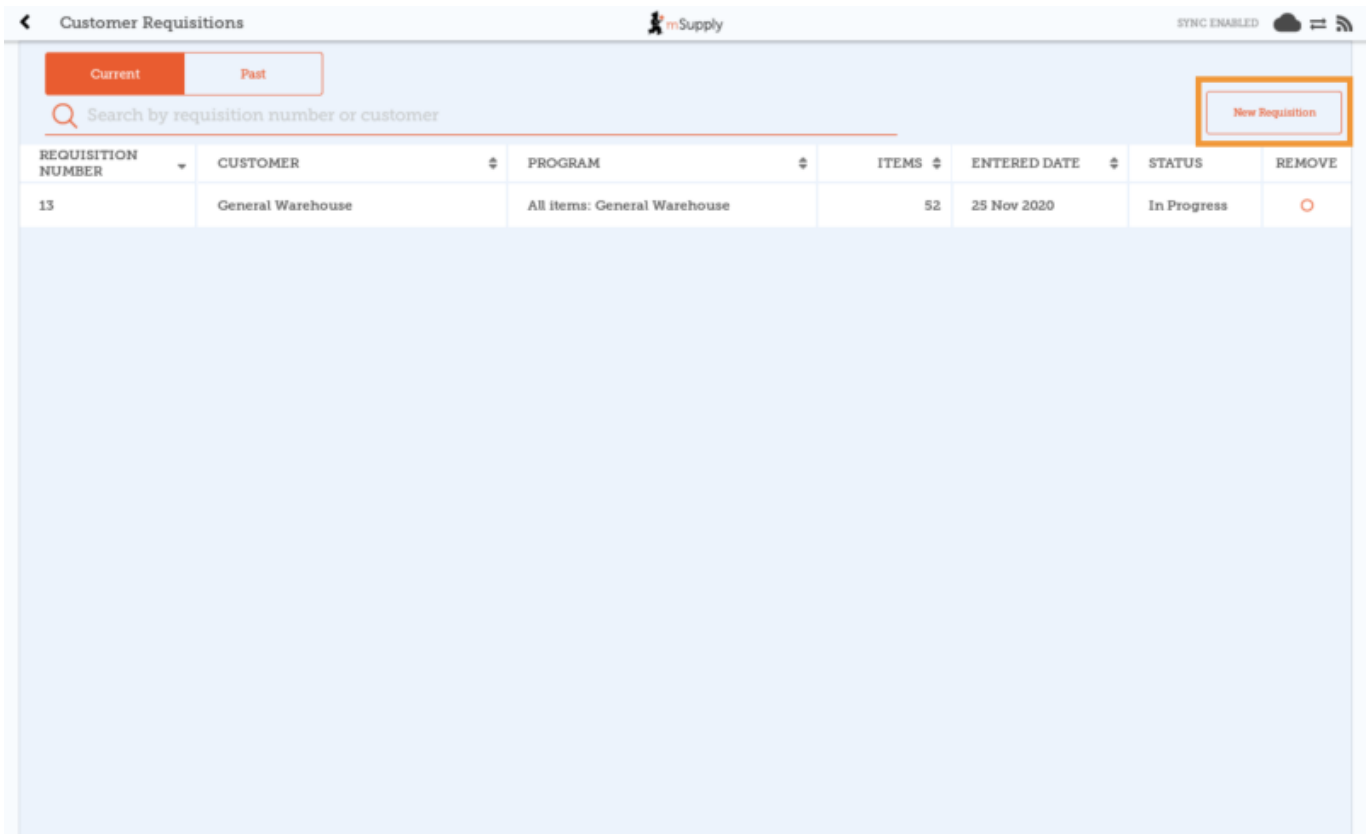 Customer Requisitions mSupply SYNC ENABLED
Current Past
Search by requisition number or customer
New Requisition
REQUISITION NUMBER CUSTOMER PROGRAM ITEMS ENTERED DATE STATUS REMOVE
13 General Warehouse All items: General Warehouse 52 25 Nov 2020 In Progress